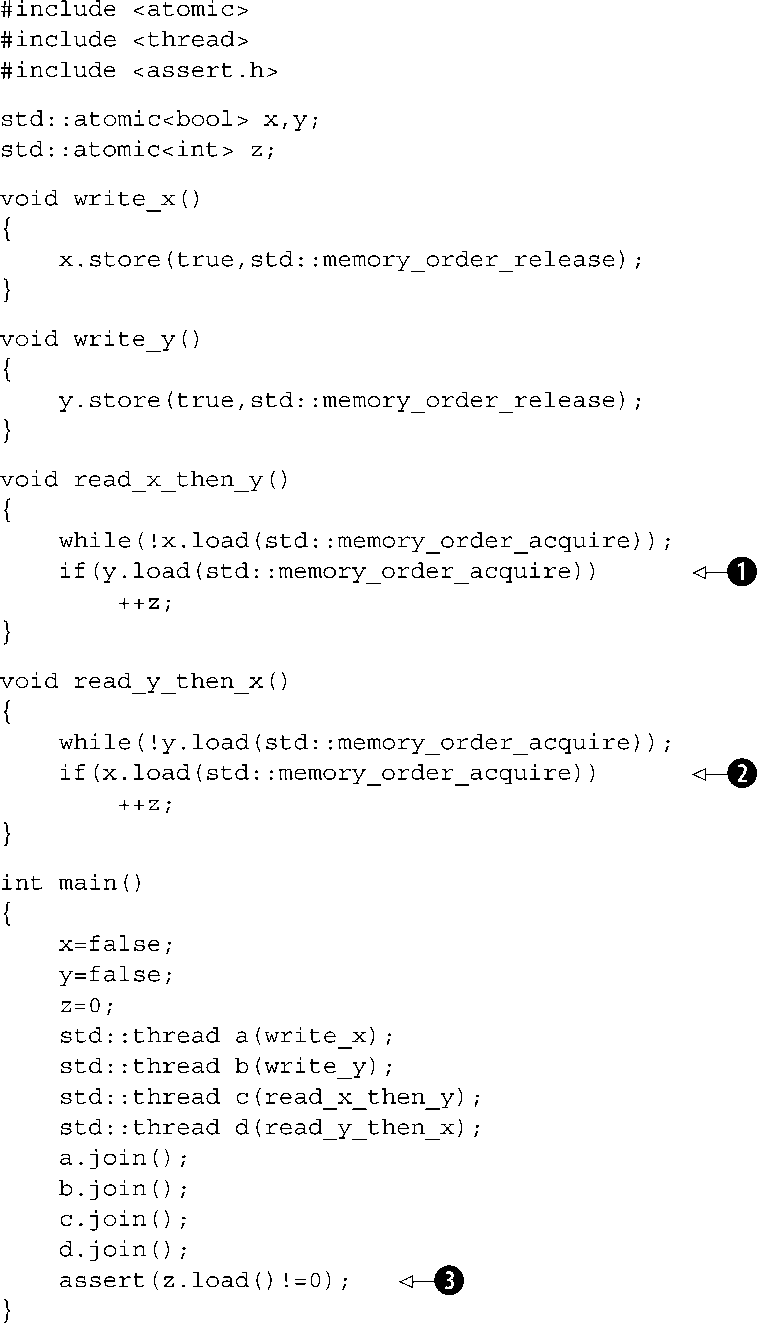 #include <atomic>
#include <thread>
#include <assert.h>
std::atomic<bool> x,y;
std::atomic<int> z;
void write_x()
{
x.store(true,std::memory_order_release);
}
void write_y()
{
y.store(true,std::memory_order_release);
}
void read_x_then_y()
{
while(!x.load(std::memory_order_acquire));
if(y.load(std::memory_order_acquire)) 1
++z;
}
void read_y_then_x()
{
while(!y.load(std::memory_order_acquire));
if(x.load(std::memory_order_acquire)) 2
++z;
}
int main()
{
x=false;
y=false;
z=0;
std::thread a(write_x);
std::thread b(write_y);
std::thread c(read_x_then_y);
std::thread d(read_y_then_x);
a.join();
b.join();
c.join();
d.join();
assert(z.load()!=0); 3
}